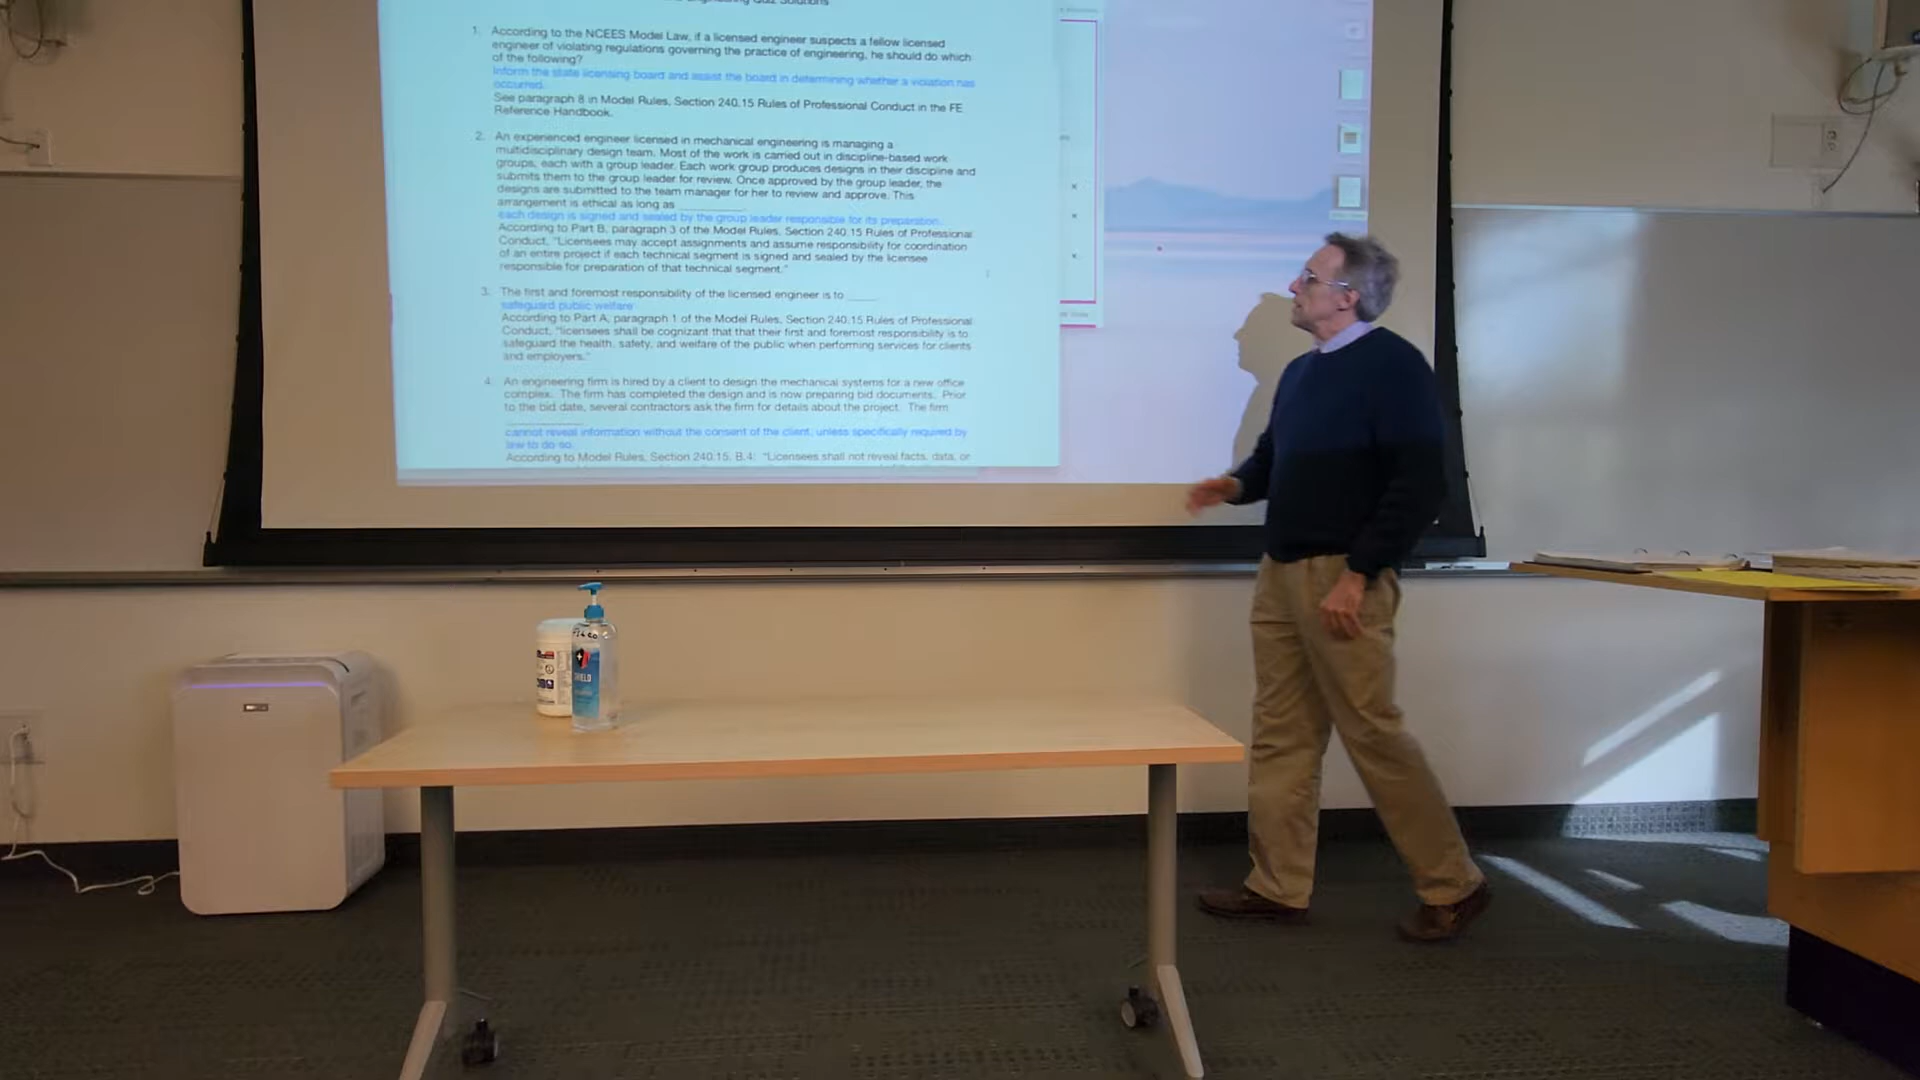 Engineering Quiz Solutions
1. According to the NCEES Model Law, if a licensed engineer suspects a fellow licensed
engineer of violating regulations governing the practice of engineering, he should do which
of the following?
Inform the state licensing board and assist the board in determining whether a violation has
occurred.
See paragraph 8 in Model Rules, Section 240.15 Rules of Professional Conduct in the FE
Reference Handbook.
2. An experienced engineer licensed in mechanical engineering is managing a
multidisciplinary design team. Most of the work is carried out in discipline-based work
groups, each with a group leader. Each work group produces designs in their discipline and
submits them to the group leader for review. Once approved by the group leader, the
designs are submitted to the team manager for her to review and approve. This
arrangement is ethical as long as __________
each design is signed and sealed by the group leader responsible for its preparation.
According to Part B, paragraph 3 of the Model Rules, Section 240.15 Rules of Professional
Conduct, "Licensees may accept assignments and assume responsibility for coordination
of an entire project if each technical segment is signed and sealed by the licensee
responsible for preparation of that technical segment."
3. The first and foremost responsibility of the licensed engineer is to ____
safeguard public welfare
According to Part A, paragraph 1 of the Model Rules, Section 240.15 Rules of Professional
Conduct, "licensees shall be cognizant that that their first and foremost responsibility is to
safeguard the health, safety, and welfare of the public when performing services for clients
and employers."
4. An engineering firm is hired by a client to design the mechanical systems for a new office
complex. The firm has completed the design and is now preparing bid documents. Prior
to the bid date, several contractors ask the firm for details about the project. The firm
__________
cannot reveal information without the consent of the client, unless specifically required by
law to do so.
According to Model Rules, Section 240.15, B.4: "Licensees shall not reveal facts, data, or
SHIELD